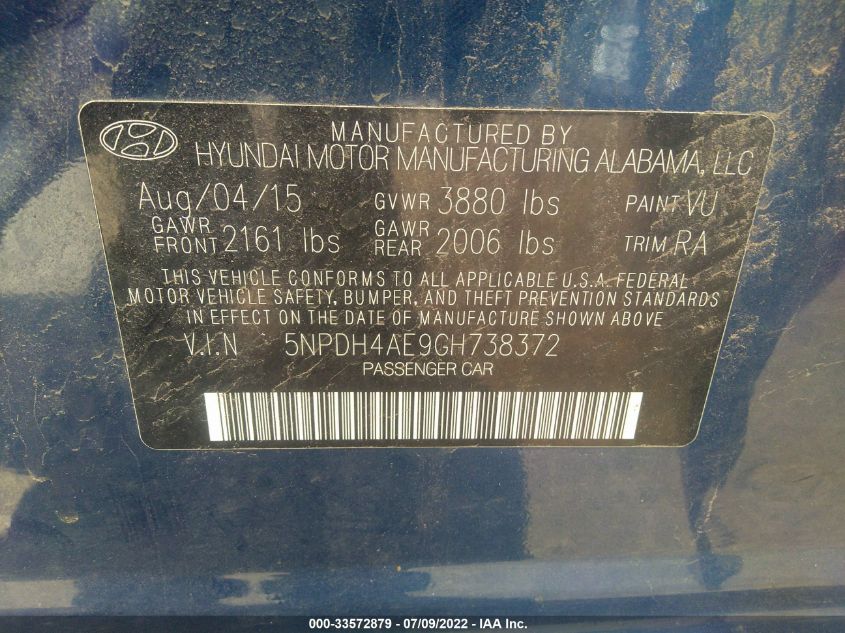 MANUFACTURED BY
HYUNDAI MOTOR MANUFACTURING ALABAMA, LLC
Aug/04/15 GVWR 3880 lbs PAINT VU
GAWR FRONT 2161 lbs GAWR REAR 2006 lbs TRIM RA
THIS VEHICLE CONFORMS TO ALL APPLICABLE U.S.A. FEDERAL
MOTOR VEHICLE SAFETY, BUMPER, AND THEFT PREVENTION STANDARDS
IN EFFECT ON THE DATE OF MANUFACTURE SHOWN ABOVE
V.I.N 5NPDH4AE9GH738372
PASSENGER CAR
000-33572879 - 07/09/2022 - IAA Inc.